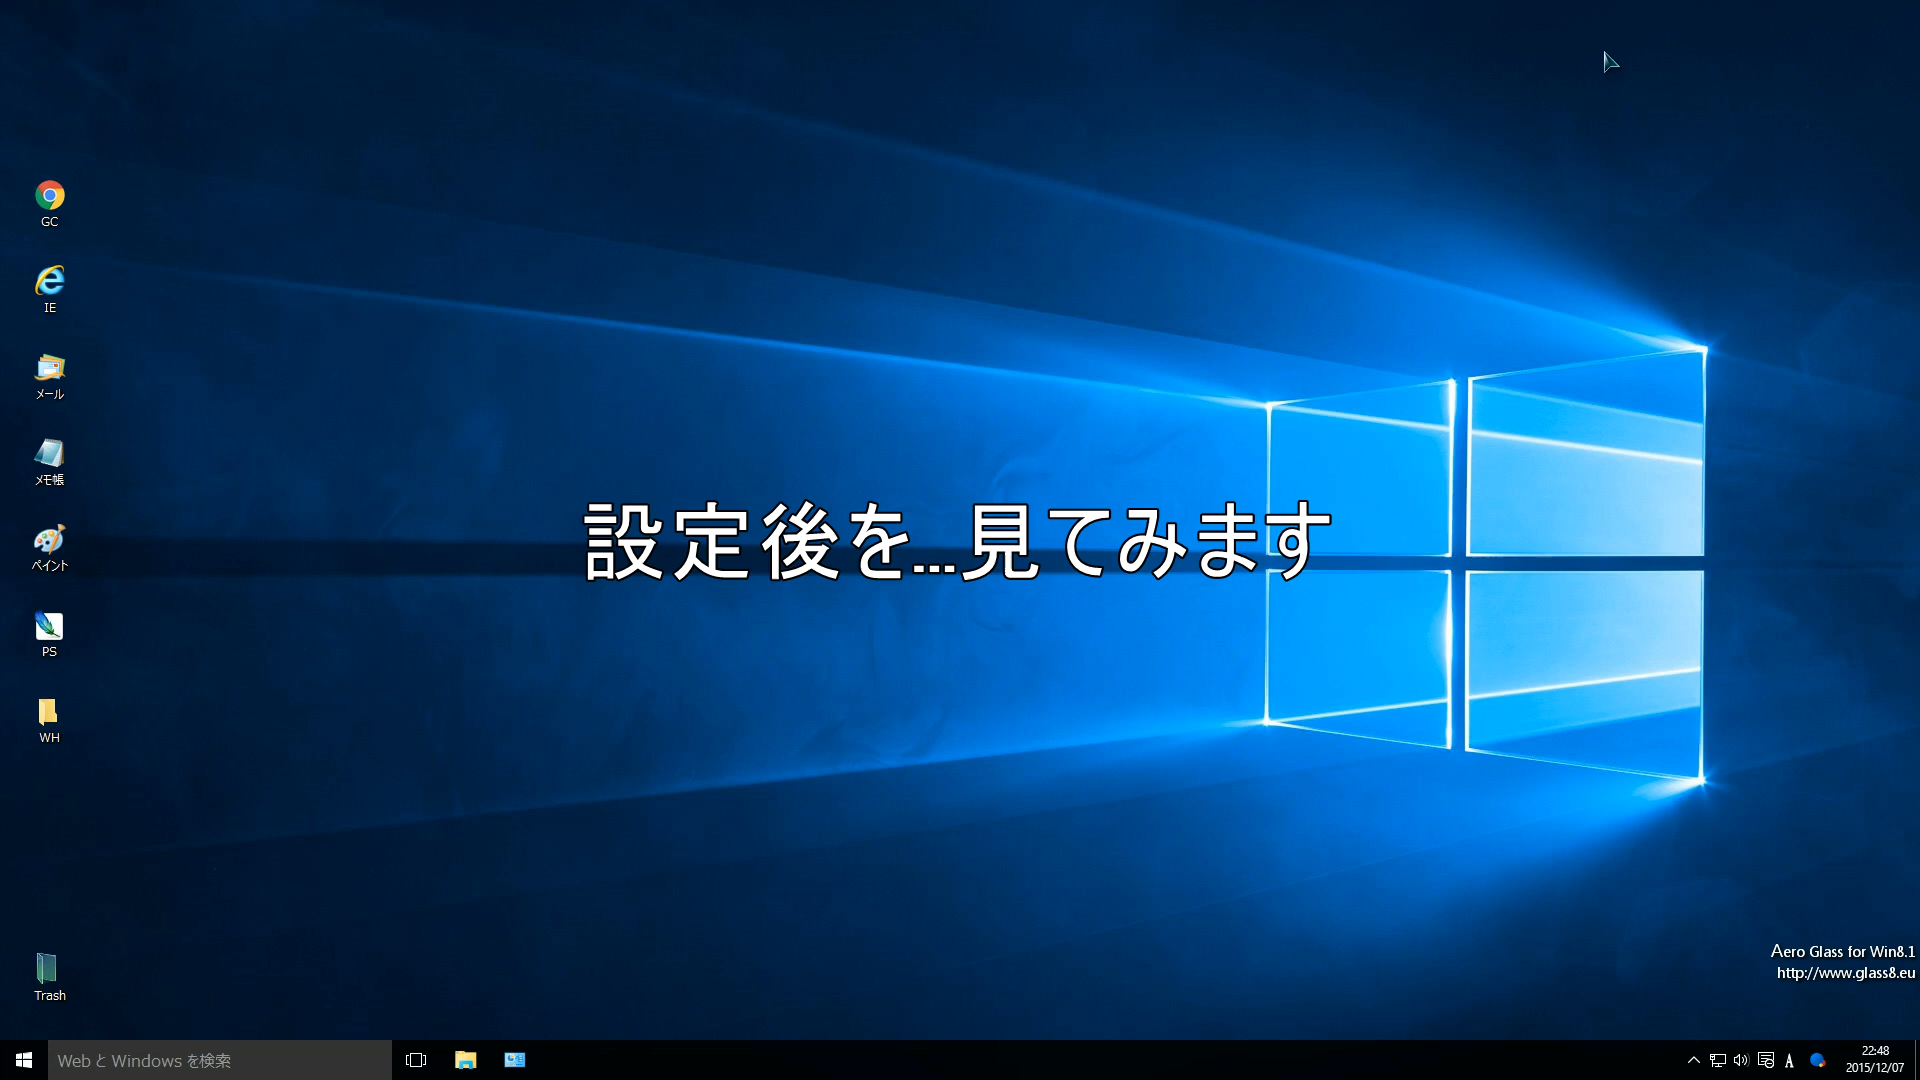 GC
IE
メール
メモ帳
ペイント
PS
WH
設定後を...見てみます
Trash
Aero Glass for Win8.1
http://www.glass8.eu
Web と Windows を検索
A
22:48
2015/12/07